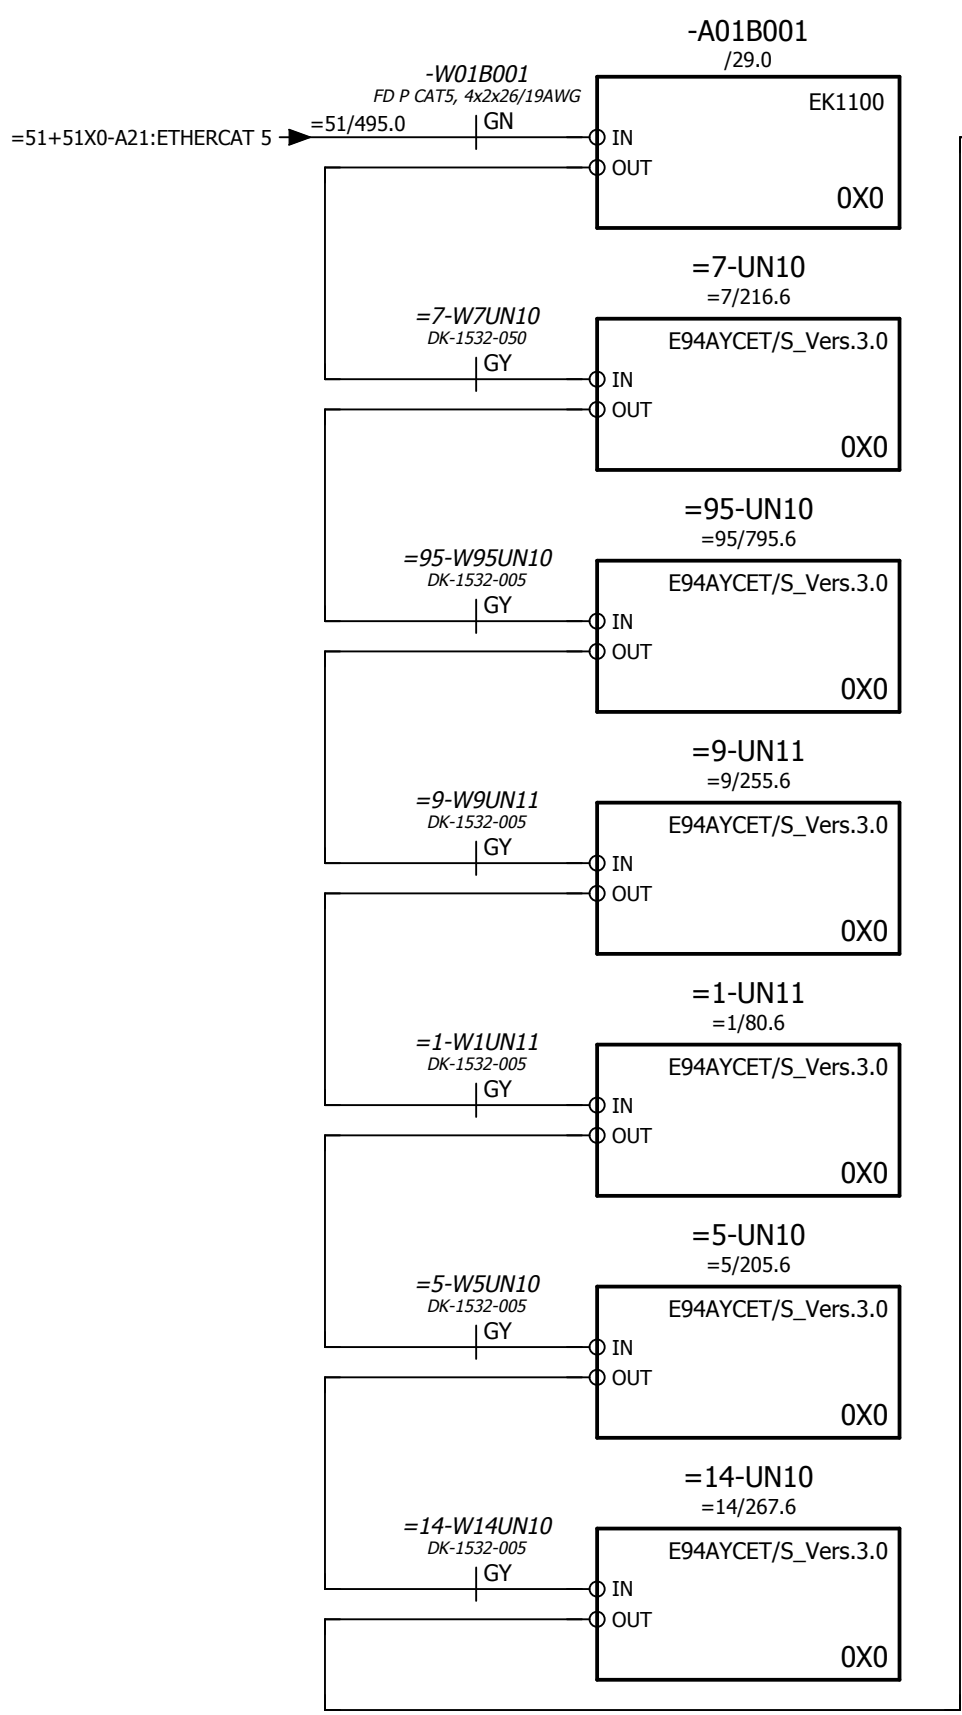 -A01B001
/29.0
-W01B001
FD P CAT5, 4x2x26/19AWG
EK1100
=51+51X0-A21:ETHERCAT 5
=51/495.0
GN
IN
OUT
0X0
=7-UN10
=7/216.6
=7-W7UN10
DK-1532-050
E94AYCET/S_Vers.3.0
GY
IN
OUT
0X0
=95-UN10
=95/795.6
=95-W95UN10
DK-1532-005
E94AYCET/S_Vers.3.0
GY
IN
OUT
0X0
=9-UN11
=9/255.6
=9-W9UN11
DK-1532-005
E94AYCET/S_Vers.3.0
GY
IN
OUT
0X0
=1-UN11
=1/80.6
=1-W1UN11
DK-1532-005
E94AYCET/S_Vers.3.0
GY
IN
OUT
0X0
=5-UN10
=5/205.6
=5-W5UN10
DK-1532-005
E94AYCET/S_Vers.3.0
GY
IN
OUT
0X0
=14-UN10
=14/267.6
=14-W14UN10
DK-1532-005
E94AYCET/S_Vers.3.0
GY
IN
OUT
0X0